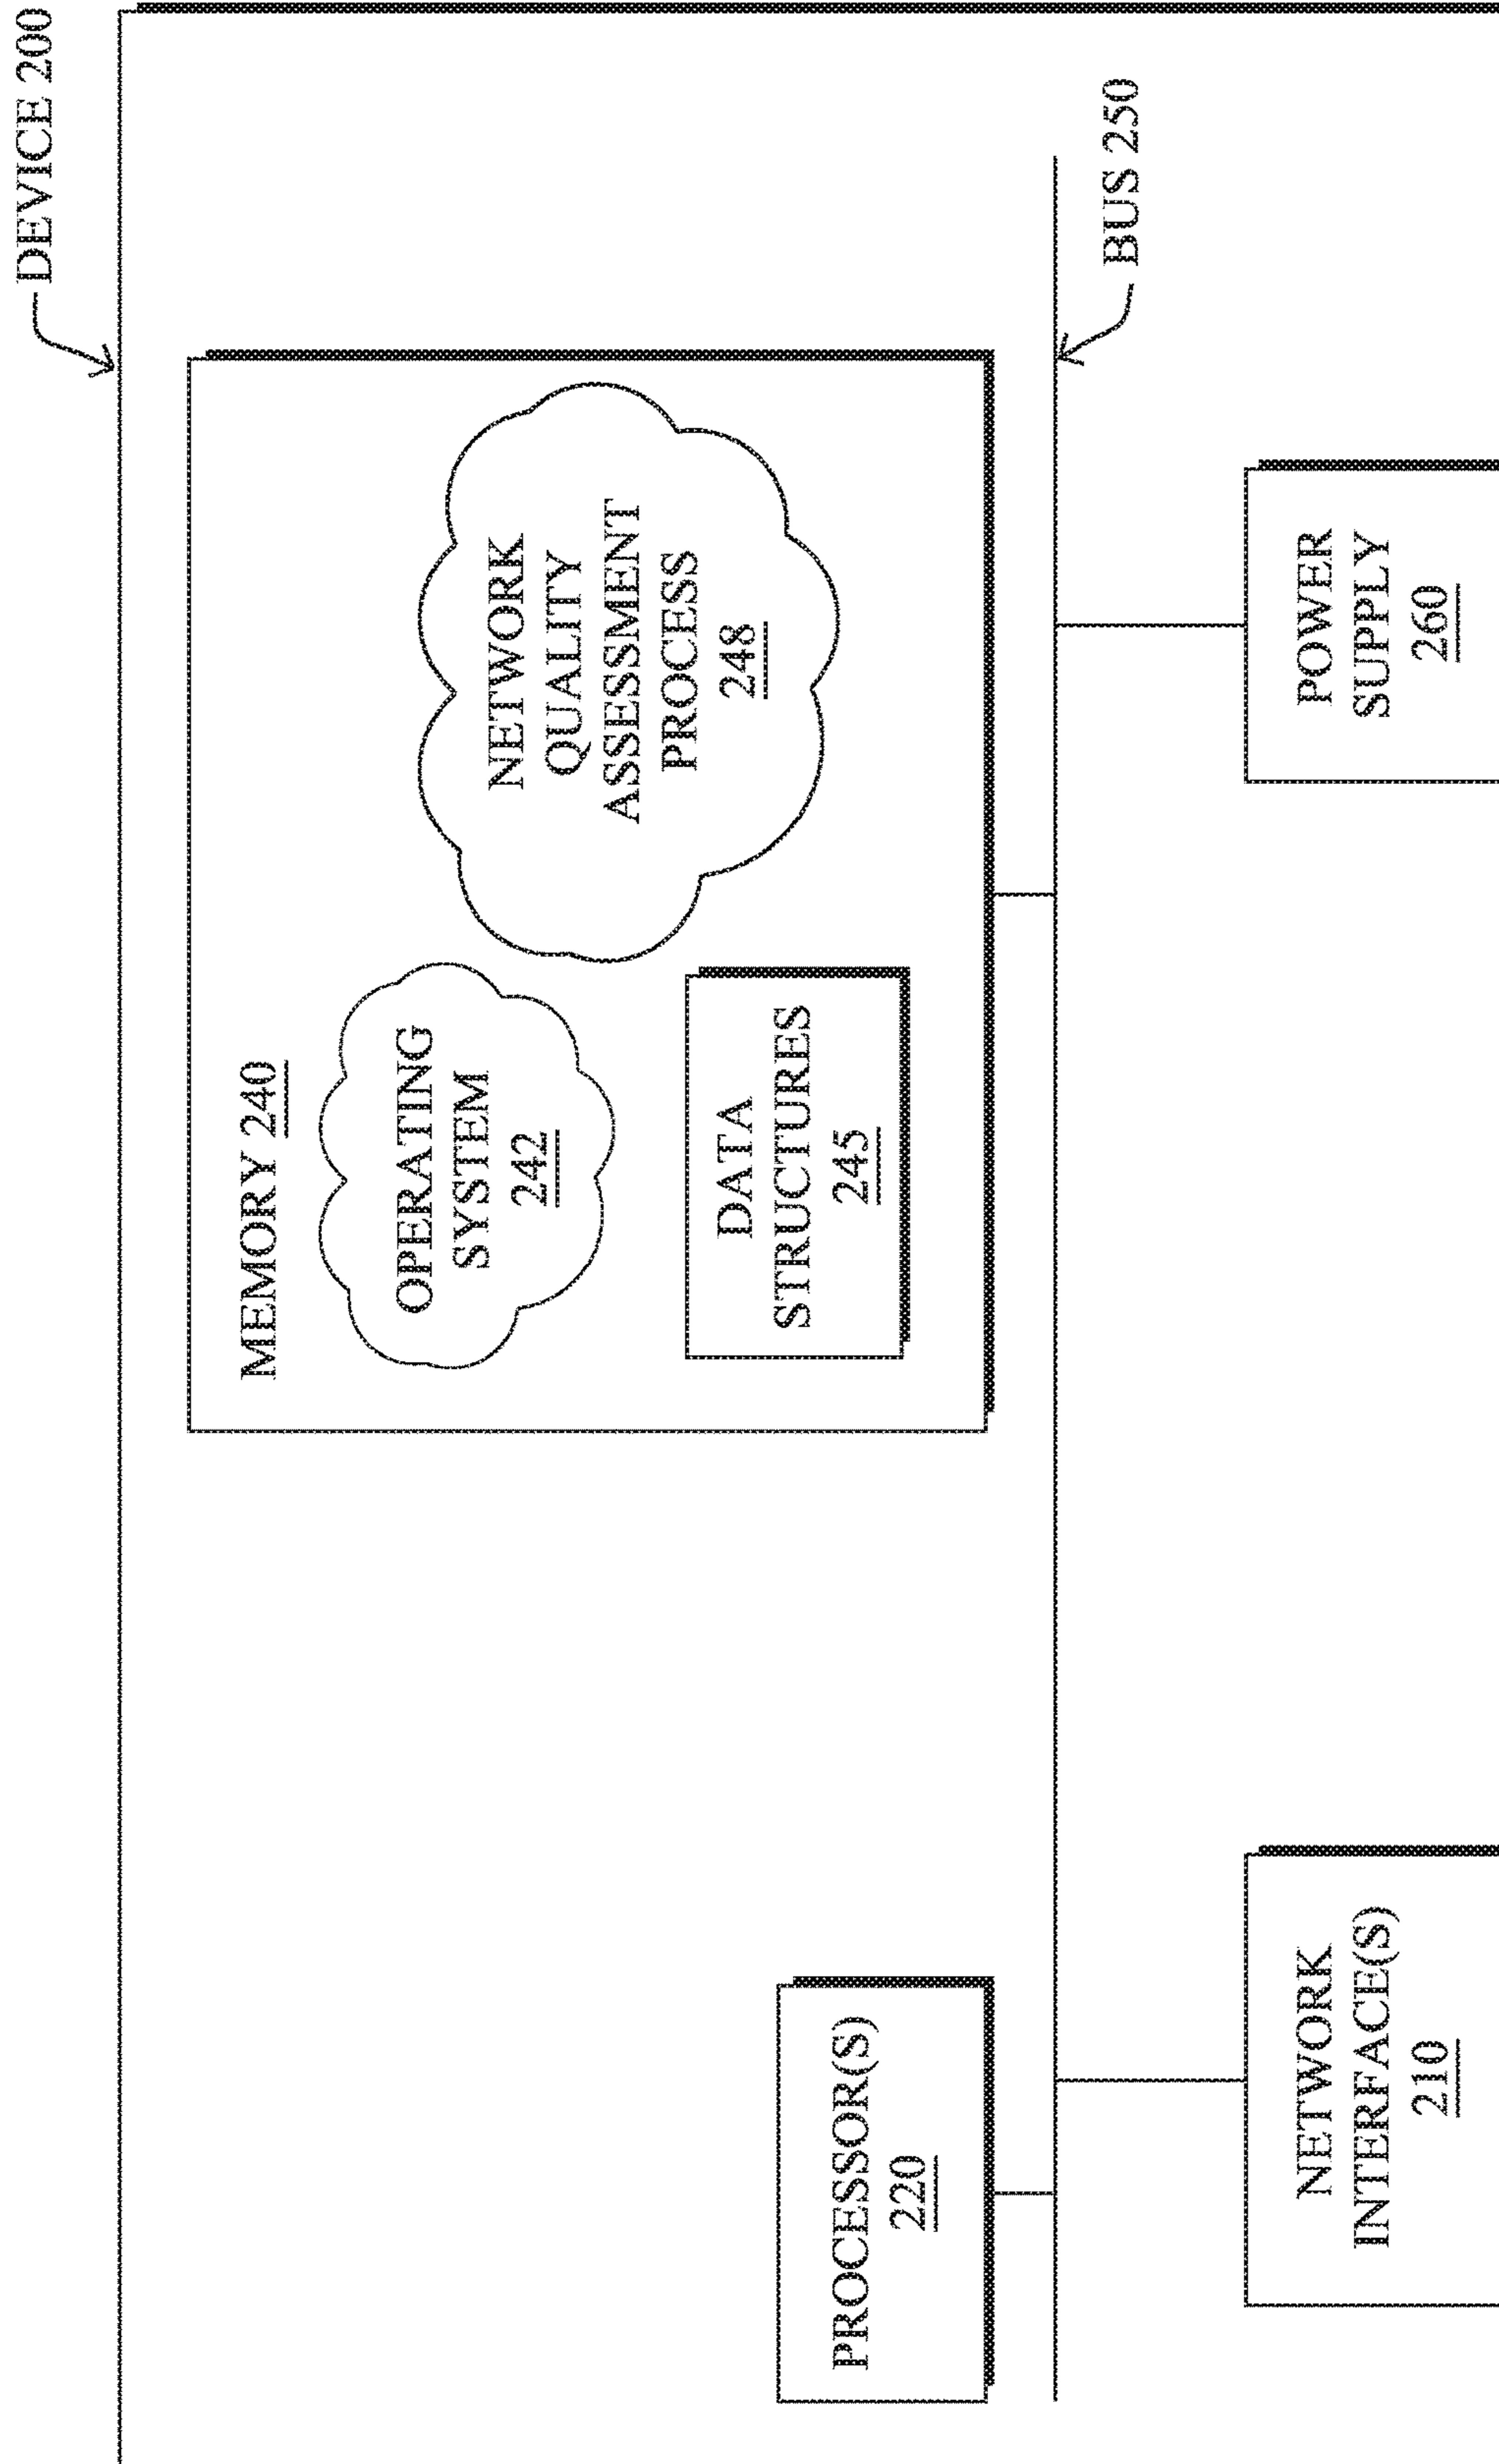 DEVICE 200
MEMORY 240
OPERATING
SYSTEM
242
NETWORK
QUALITY
ASSESSMENT
PROCESS
248
DATA
STRUCTURES
245
PROCESSOR(S)
220
BUS 250
NETWORK
INTERFACE(S)
210
POWER
SUPPLY
260